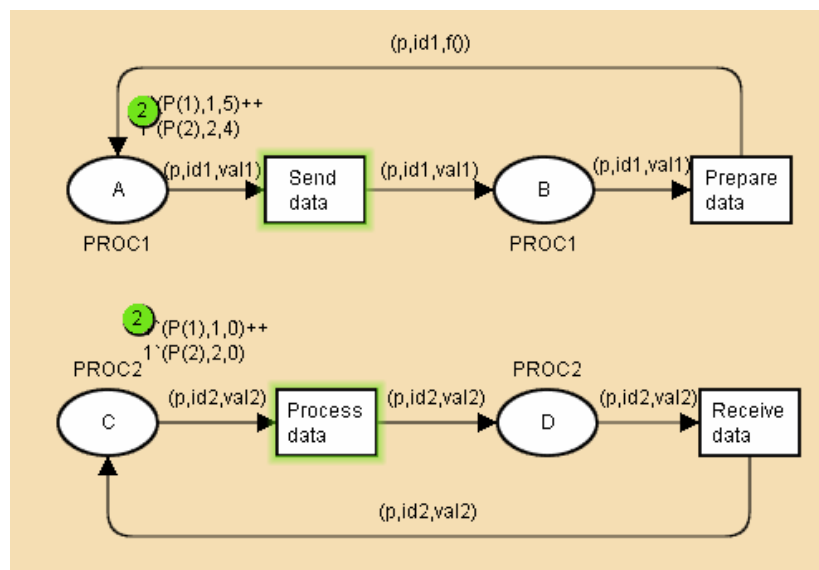 (p,id1,f())
2 `(P(1),1,5)++
1`(P(2),2,4)
(p,id1,val1)
(p,id1,val1)
(p,id1,val1)
A
Send
data
B
Prepare
data
PROC1
PROC1
2 `(P(1),1,0)++
1`(P(2),2,0)
PROC2
PROC2
(p,id2,val2)
(p,id2,val2)
(p,id2,val2)
C
Process
data
D
Receive
data
(p,id2,val2)